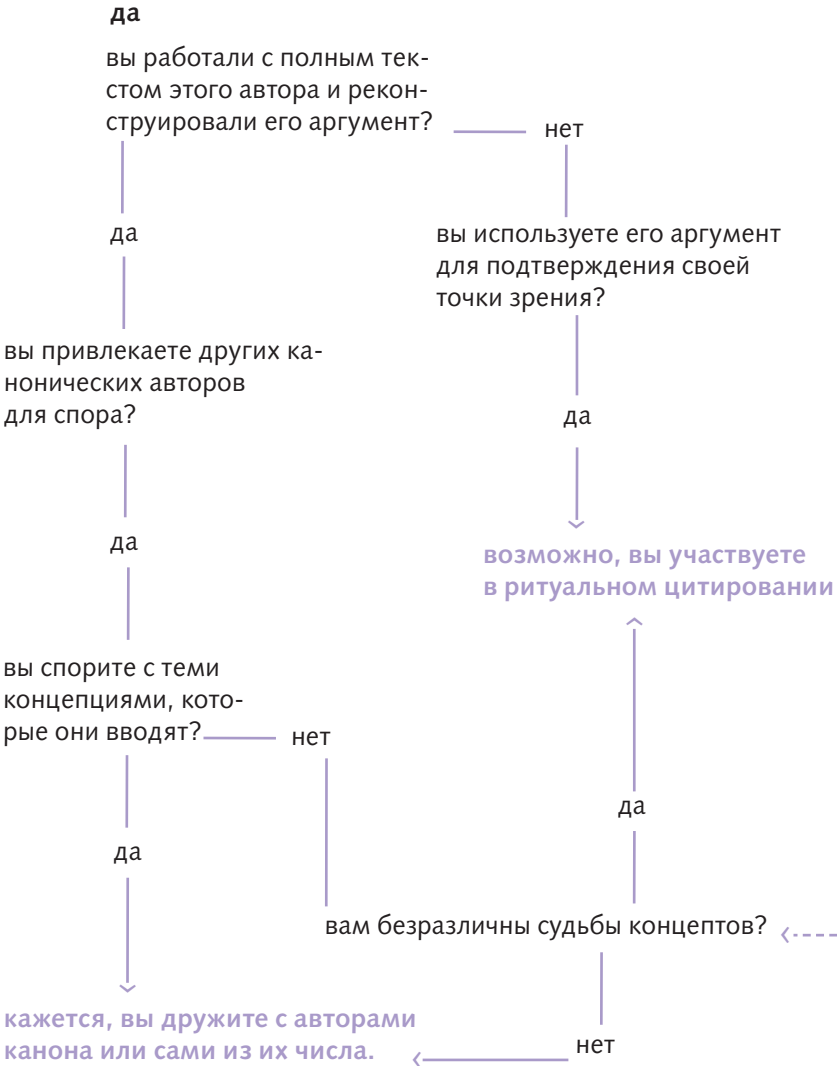 да
вы работали с полным тек-
стом этого автора и рекон-
струировали его аргумент?
нет
да
вы используете его аргумент
для подтверждения своей
точки зрения?
вы привлекаете других ка-
нонических авторов
для спора?
да
да
возможно, вы участвуете
в ритуальном цитировании
вы спорите с теми
концепциями, кото-
рые они вводят?
нет
да
да
вам безразличны судьбы концептов?
кажется, вы дружите с авторами
канона или сами из их числа.
нет